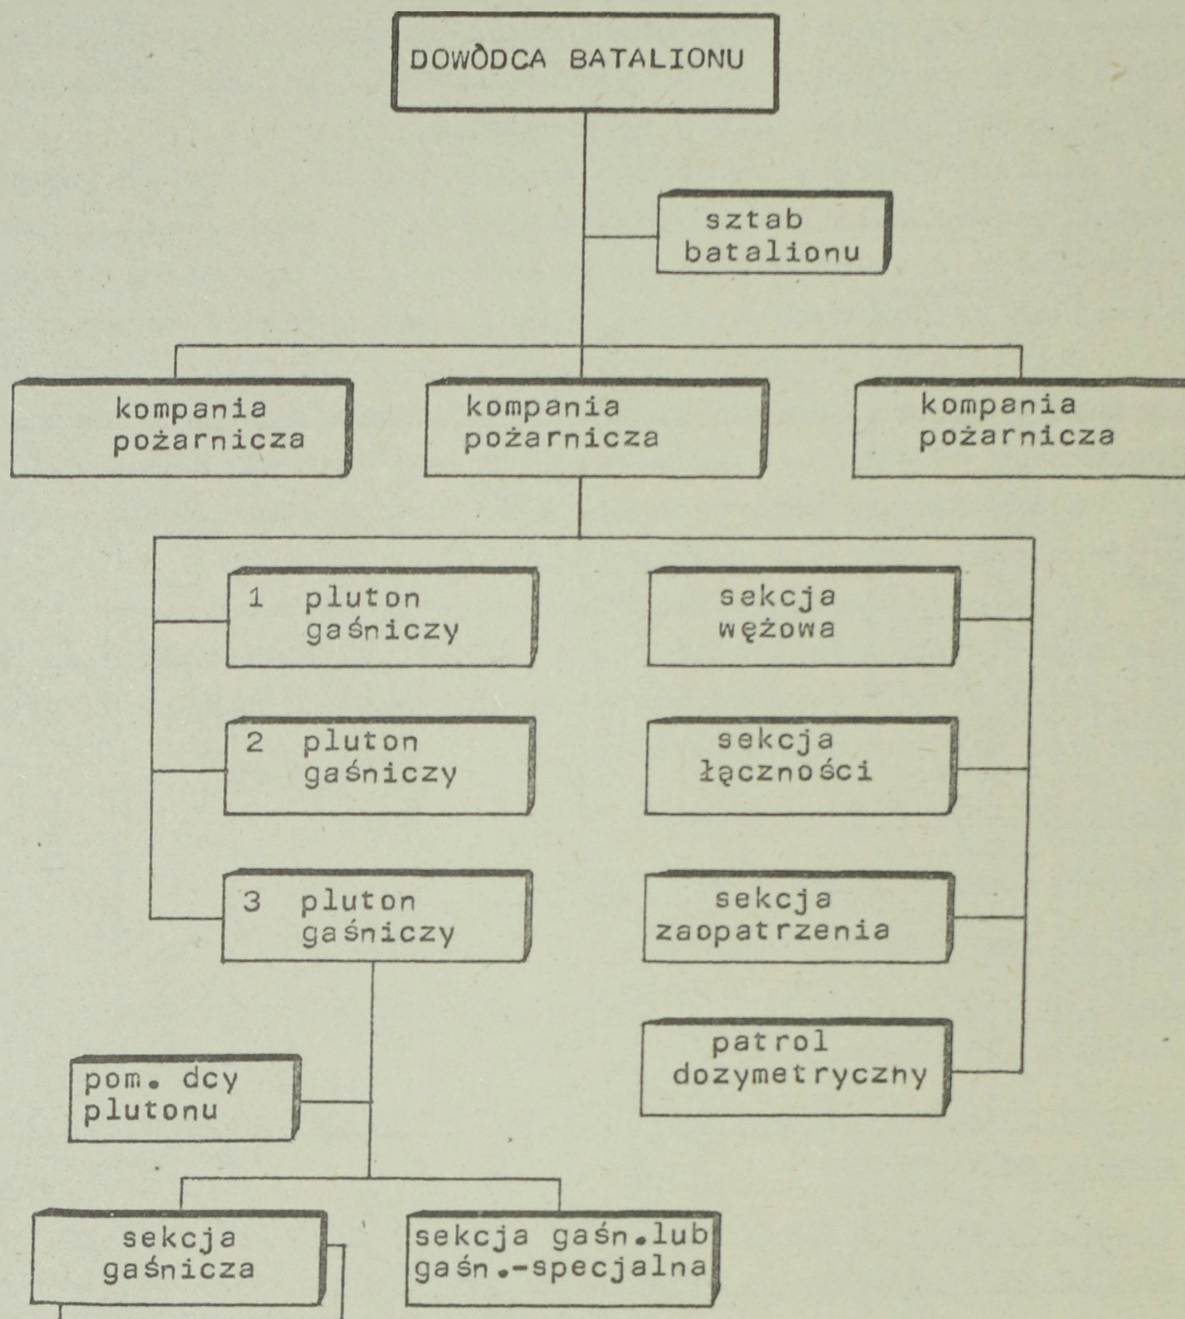 DOWÒDCA BATALIONU
sztab
batalionu
kompania
pożarnicza
kompania
pożarnicza
kompania
pożarnicza
1 pluton
gaśniczy
sekcja
wężowa
2 pluton
gaśniczy
sekcja
łączności
3 pluton
gaśniczy
sekcja
zaopatrzenia
patrol
dozymetryczny
pom. dcy
plutonu
sekcja
gaśnicza
sekcja gaśn.lub
gaśn.-specjalna